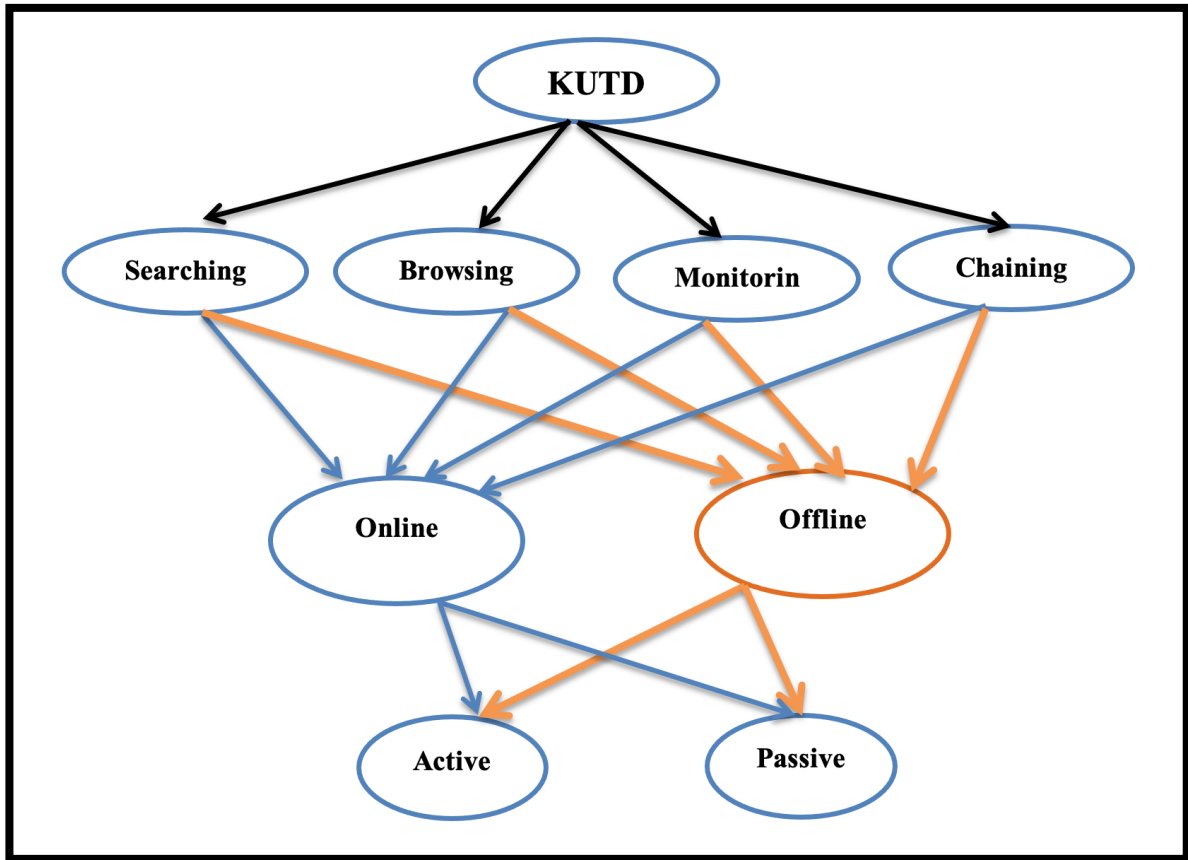 KUTD
Searching
Browsing
Monitorin
Chaining
Online
Offline
Active
Passive